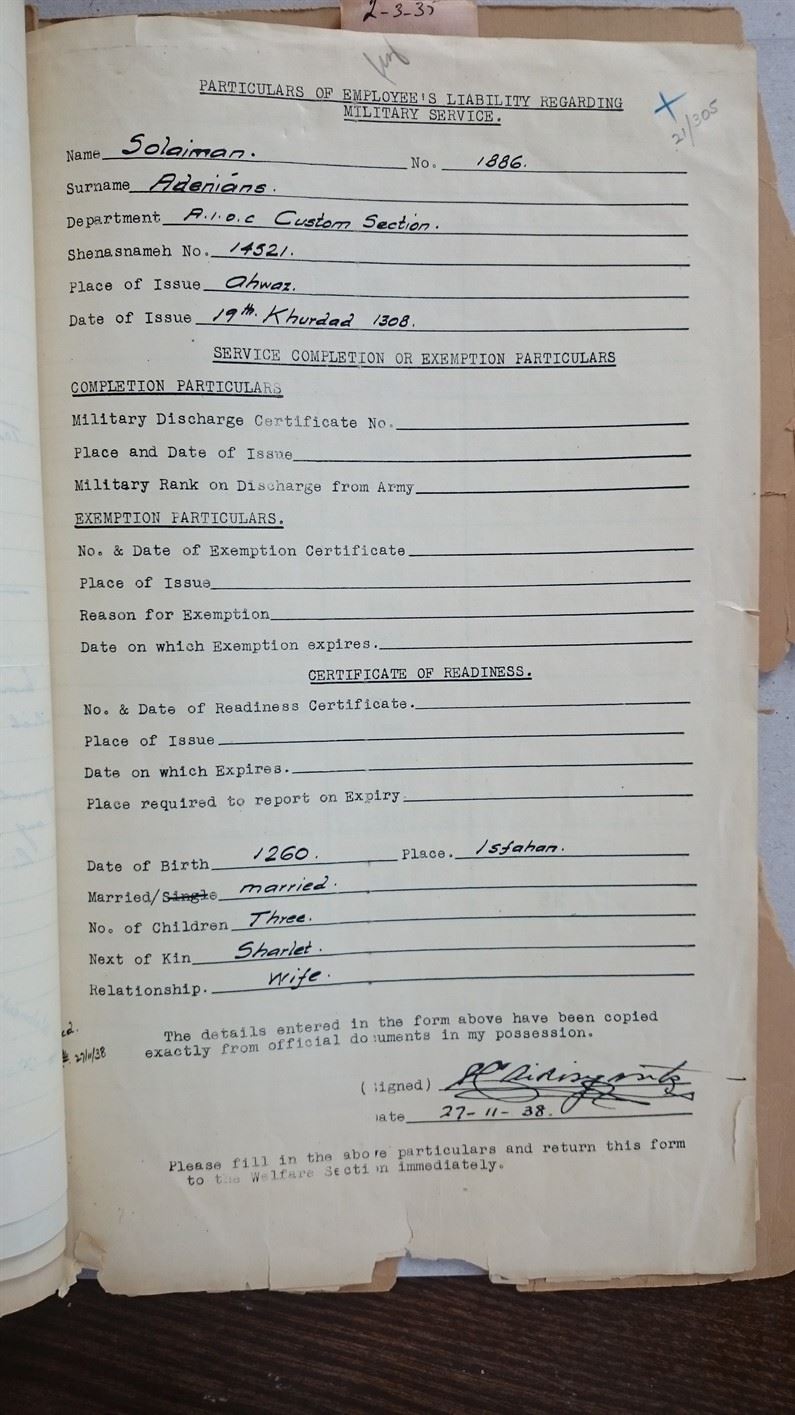 2-3-35
PARTICULARS OF EMPLOYEE'S LIABILITY REGARDING
MILITARY SERVICE.
21/305
Name Solaiman. No. 1886.
Surname Adenians.
Department A.I.O.C Custom Section.
Shenasnameh No. 14521.
Place of Issue Ahwaz.
Date of Issue 19th. Khurdad 1308.
SERVICE COMPLETION OR EXEMPTION PARTICULARS
COMPLETION PARTICULARS
Military Discharge Certificate No.
Place and Date of Issue
Military Rank on Discharge from Army
EXEMPTION PARTICULARS.
No. & Date of Exemption Certificate
Place of Issue
Reason for Exemption
Date on which Exemption expires.
CERTIFICATE OF READINESS.
No. & Date of Readiness Certificate.
Place of Issue
Date on which Expires.
Place required to report on Expiry.
Date of Birth 1260. Place. Isfahan.
Married/Single married.
No. of Children Three.
Next of Kin Sharlet.
Relationship. Wife.
The details entered in the form above have been copied
exactly from official documents in my possession.
27/11/38
(Signed)
Date 27-11-38.
Please fill in the above particulars and return this form
to the Welfare Section immediately.